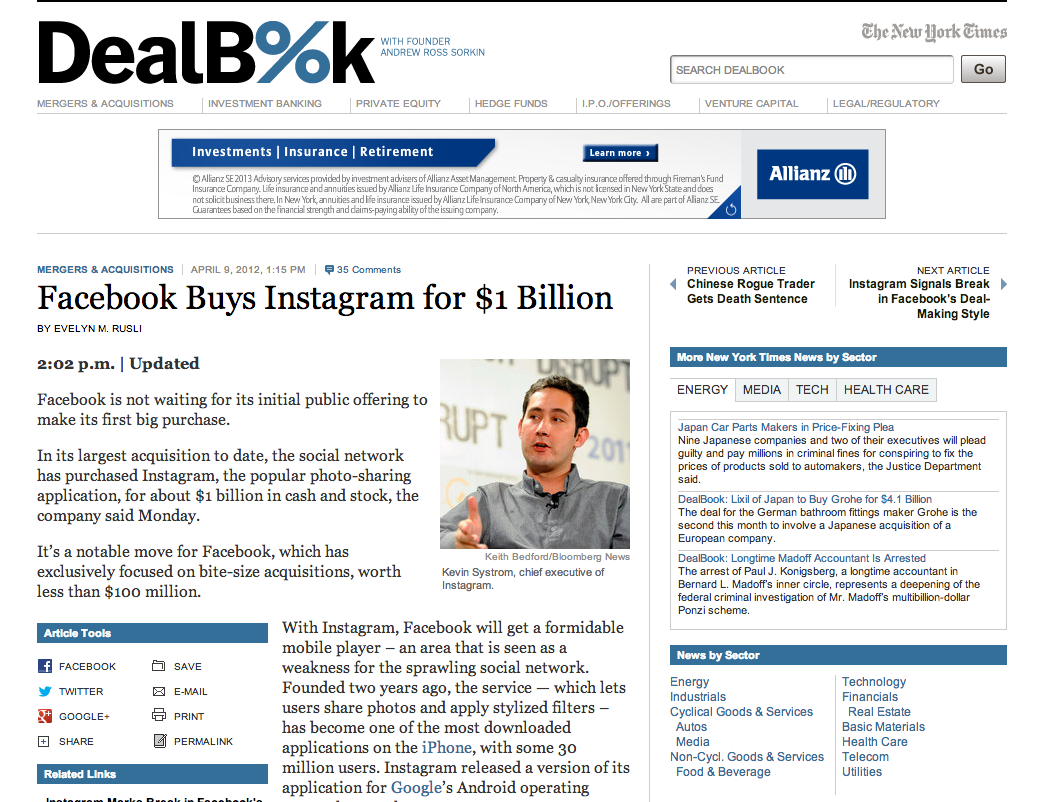 DealB%k
WITH FOUNDER
ANDREW ROSS SORKIN
The New York Times
SEARCH DEALBOOK
Go
MERGERS & ACQUISITIONS
INVESTMENT BANKING
PRIVATE EQUITY
HEDGE FUNDS
I.P.O./OFFERINGS
VENTURE CAPITAL
LEGAL/REGULATORY
Investments | Insurance | Retirement
Learn more ›
© Allianz SE 2013 Advisory services provided by investment advisers of Allianz Asset Management. Property & casualty insurance offered through Fireman's Fund
Insurance Company. Life insurance and annuities issued by Allianz Life Insurance Company of North America, which is not licensed in New York State and does
not solicit business there. In New York, annuities and life insurance issued by Allianz Life Insurance Company of New York, New York City. All are part of Allianz SE.
Guarantees based on the financial strength and claims-paying ability of the issuing company.
Allianz
MERGERS & ACQUISITIONS
APRIL 9, 2012, 1:15 PM
35 Comments
Facebook Buys Instagram for $1 Billion
BY EVELYN M. RUSLI
2:02 p.m. | Updated
Facebook is not waiting for its initial public offering to
make its first big purchase.
In its largest acquisition to date, the social network
has purchased Instagram, the popular photo-sharing
application, for about $1 billion in cash and stock, the
company said Monday.
It's a notable move for Facebook, which has
exclusively focused on bite-size acquisitions, worth
less than $100 million.
DISRUPT
RUPT
2011
Keith Bedford/Bloomberg News
Kevin Systrom, chief executive of
Instagram.
Article Tools
FACEBOOK
SAVE
TWITTER
E-MAIL
GOOGLE+
PRINT
SHARE
PERMALINK
Related Links
Instagram Marks Break in Facebook's
With Instagram, Facebook will get a formidable
mobile player – an area that is seen as a
weakness for the sprawling social network.
Founded two years ago, the service — which lets
users share photos and apply stylized filters –
has become one of the most downloaded
applications on the iPhone, with some 30
million users. Instagram released a version of its
application for Google's Android operating
PREVIOUS ARTICLE
Chinese Rogue Trader
Gets Death Sentence
NEXT ARTICLE
Instagram Signals Break
in Facebook's Deal-
Making Style
More New York Times News by Sector
ENERGY
MEDIA
TECH
HEALTH CARE
Japan Car Parts Makers in Price-Fixing Plea
Nine Japanese companies and two of their executives will plead
guilty and pay millions in criminal fines for conspiring to fix the
prices of products sold to automakers, the Justice Department
said.
DealBook: Lixil of Japan to Buy Grohe for $4.1 Billion
The deal for the German bathroom fittings maker Grohe is the
second this month to involve a Japanese acquisition of a
European company.
DealBook: Longtime Madoff Accountant Is Arrested
The arrest of Paul J. Konigsberg, a longtime accountant in
Bernard L. Madoff's inner circle, represents a deepening of the
federal criminal investigation of Mr. Madoff's multibillion-dollar
Ponzi scheme.
News by Sector
Energy
Industrials
Cyclical Goods & Services
Autos
Media
Non-Cycl. Goods & Services
Food & Beverage
Technology
Financials
Real Estate
Basic Materials
Health Care
Telecom
Utilities